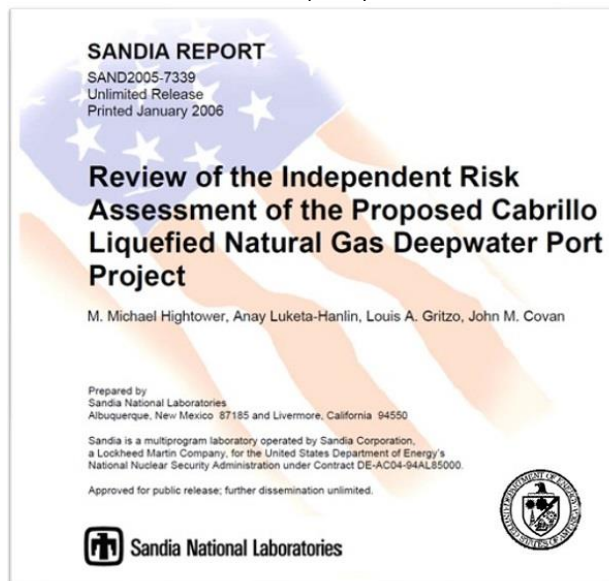 SANDIA REPORT
SAND2005-7339
Unlimited Release
Printed January 2006
Review of the Independent Risk
Assessment of the Proposed Cabrillo
Liquefied Natural Gas Deepwater Port
Project
M. Michael Hightower, Anay Luketa-Hanlin, Louis A. Gritzo, John M. Covan
Prepared by
Sandia National Laboratories
Albuquerque, New Mexico 87185 and Livermore, California 94550
Sandia is a multiprogram laboratory operated by Sandia Corporation,
a Lockheed Martin Company, for the United States Department of Energy's
National Nuclear Security Administration under Contract DE-AC04-94AL85000.
Approved for public release; further dissemination unlimited.
Sandia National Laboratories